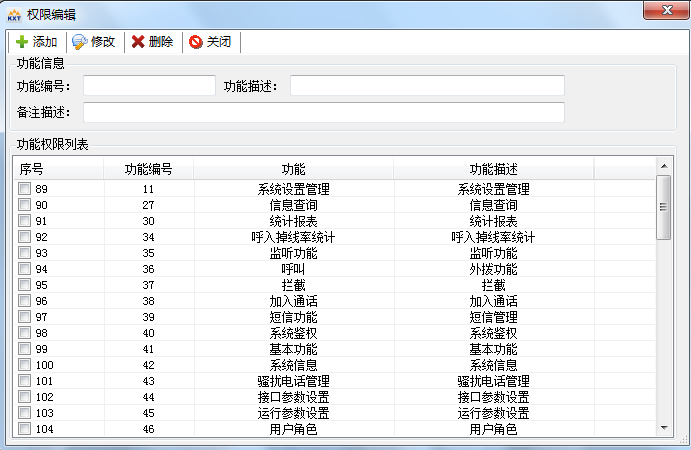 KXT 权限编辑
添加 修改 删除 关闭
功能信息
功能编号： 功能描述：
备注描述：
功能权限列表
序号 功能编号 功能 功能描述
89 11 系统设置管理 系统设置管理
90 27 信息查询 信息查询
91 30 统计报表 统计报表
92 34 呼入掉线率统计 呼入掉线率统计
93 35 监听功能 监听功能
94 36 呼叫 外拨功能
95 37 拦截 拦截
96 38 加入通话 加入通话
97 39 短信功能 短信管理
98 40 系统鉴权 系统鉴权
99 41 基本功能 基本功能
100 42 系统信息 系统信息
101 43 骚扰电话管理 骚扰电话管理
102 44 接口参数设置 接口参数设置
103 45 运行参数设置 运行参数设置
104 46 用户角色 用户角色